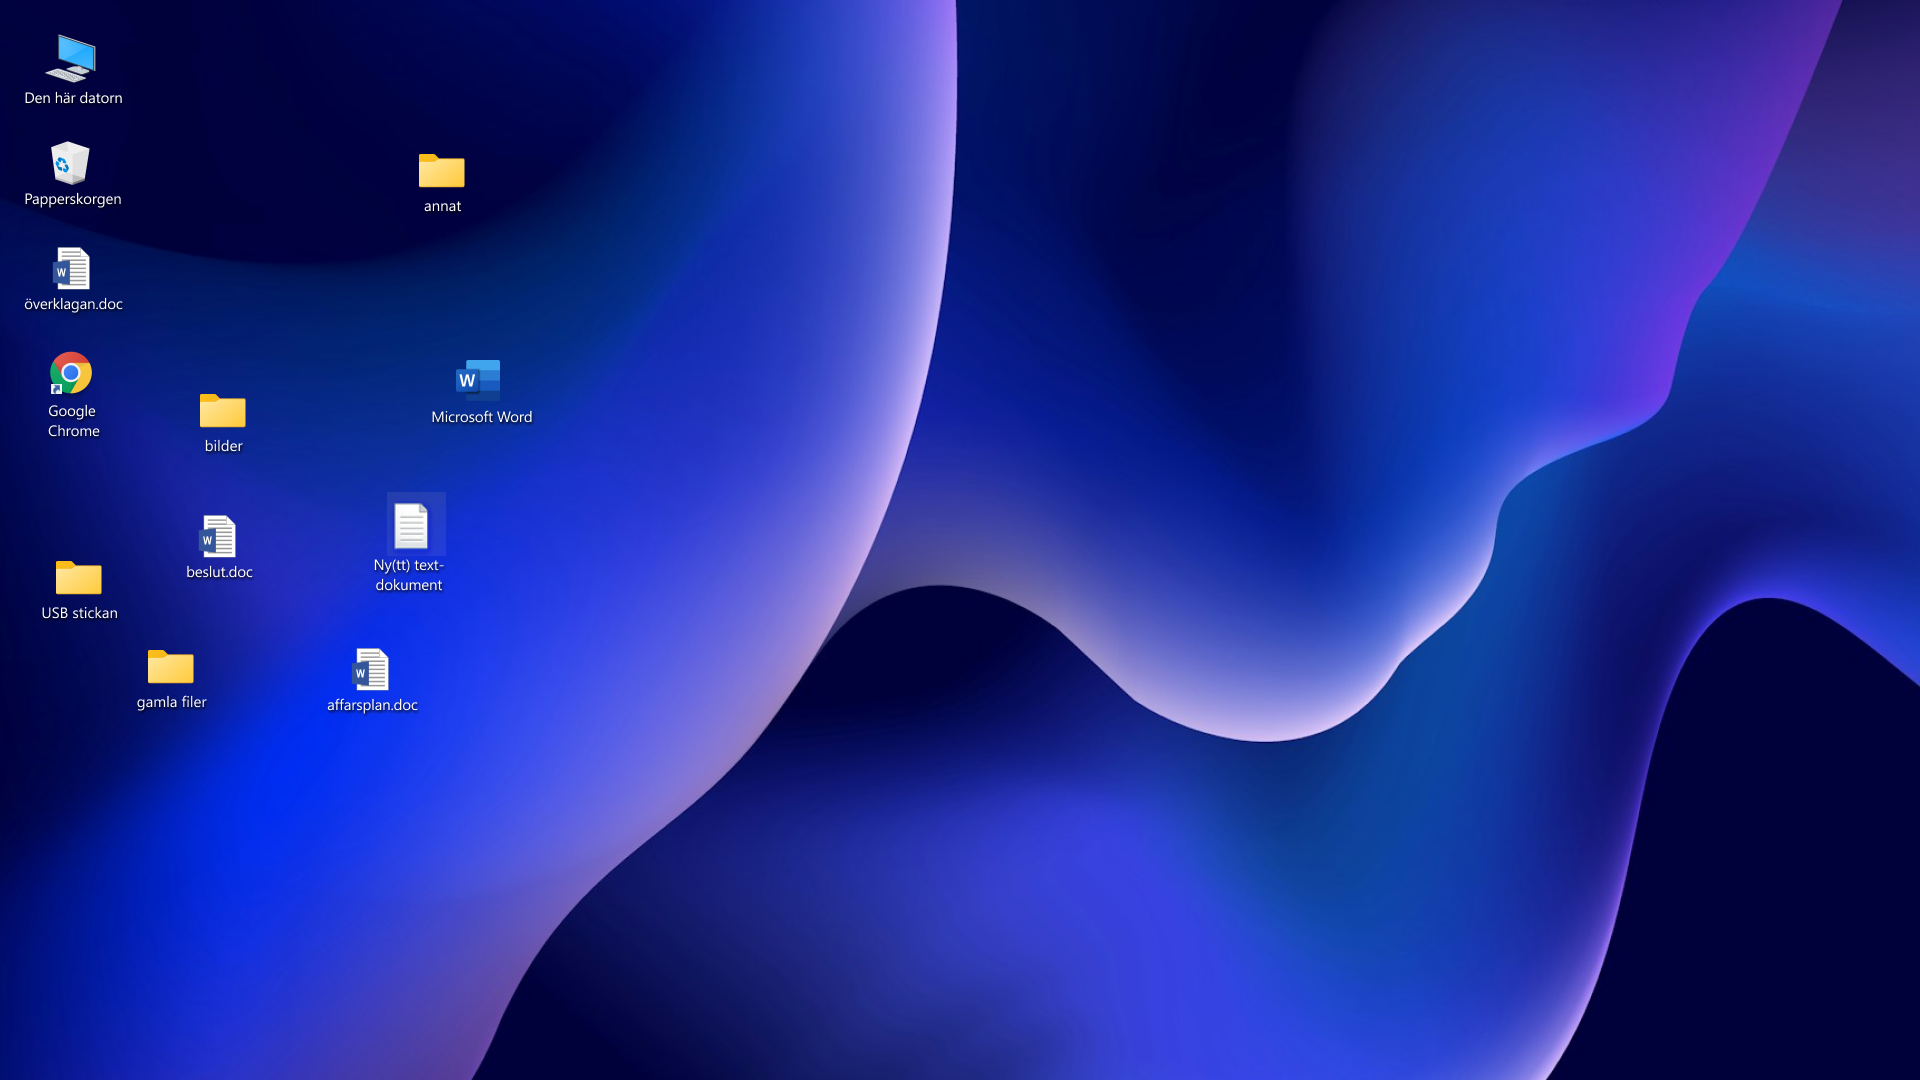 Den här datorn
Papperskorgen
annat
överklagan.doc
Google
Chrome
bilder
Microsoft Word
beslut.doc
Ny(tt) text-
dokument
USB stickan
gamla filer
affarsplan.doc